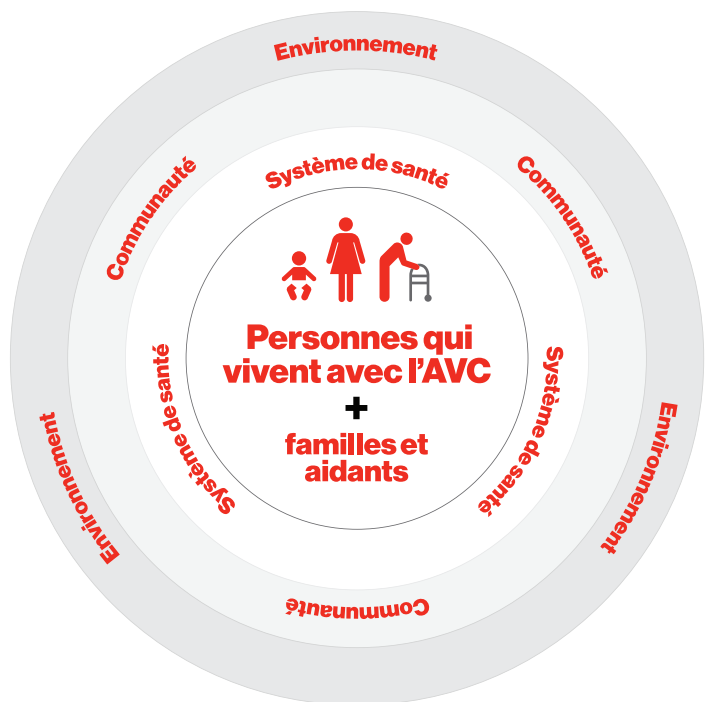 Environnement
Communauté
Communauté
Système de santé
Personnes qui
vivent avec l’AVC
+
familles et
aidants
Système de santé
Système de santé
Environnement
Environnement
Communauté